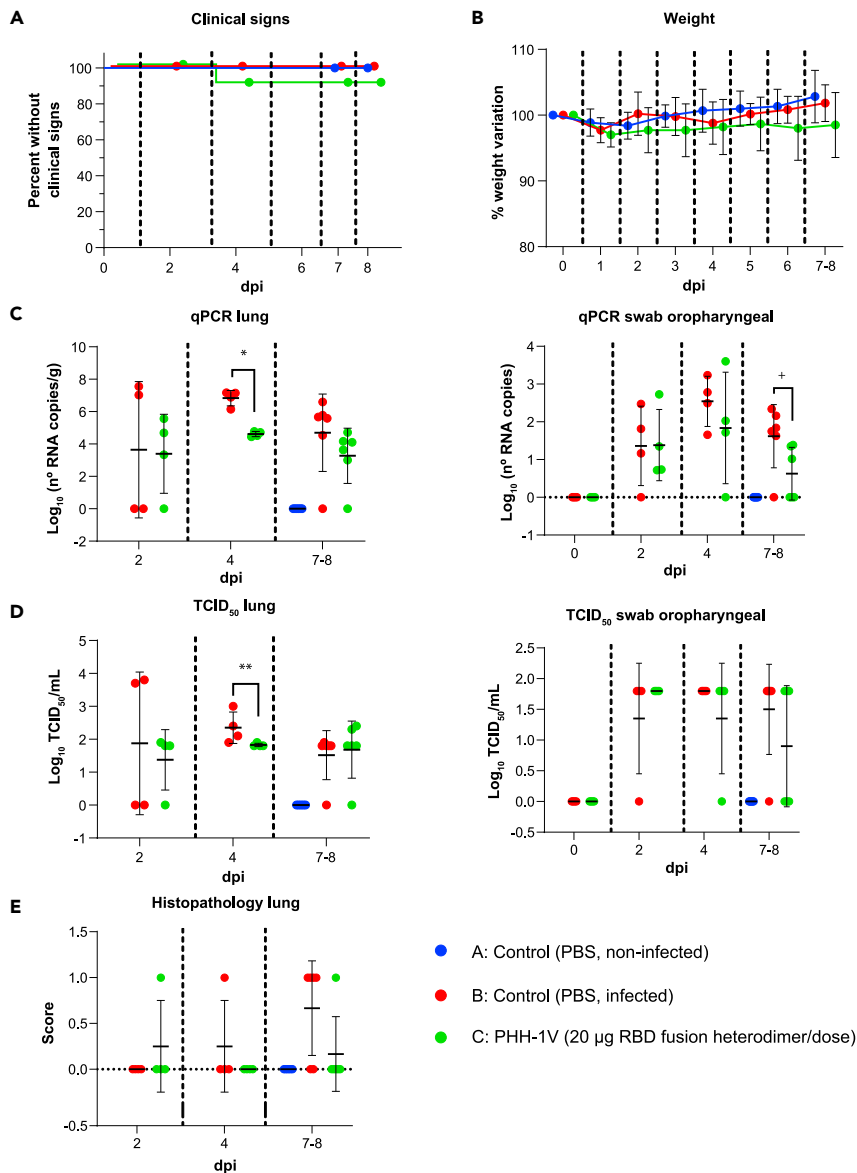 A
Clinical signs
Percent without
clinical signs
100
80
60
40
20
0
0
2
4
6
7
8
dpi
B
Weight
% weight variation
110
100
90
80
0
1
2
3
4
5
6
7-8
dpi
C
qPCR lung
Log10 (nº RNA copies/g)
10
8
6
4
2
0
-2
*
2
4
7-8
dpi
qPCR swab oropharyngeal
Log10 (nº RNA copies)
4
3
2
1
0
-1
+
0
2
4
7-8
dpi
D
TCID50 lung
Log10 TCID50/mL
5
4
3
2
1
0
-1
**
2
4
7-8
dpi
TCID50 swab oropharyngeal
Log10 TCID50/mL
2.5
2.0
1.5
1.0
0.5
0.0
-0.5
0
2
4
7-8
dpi
E
Histopathology lung
Score
1.5
1.0
0.5
0.0
-0.5
2
4
7-8
dpi
A: Control (PBS, non-infected)
B: Control (PBS, infected)
C: PHH-1V (20 µg RBD fusion heterodimer/dose)